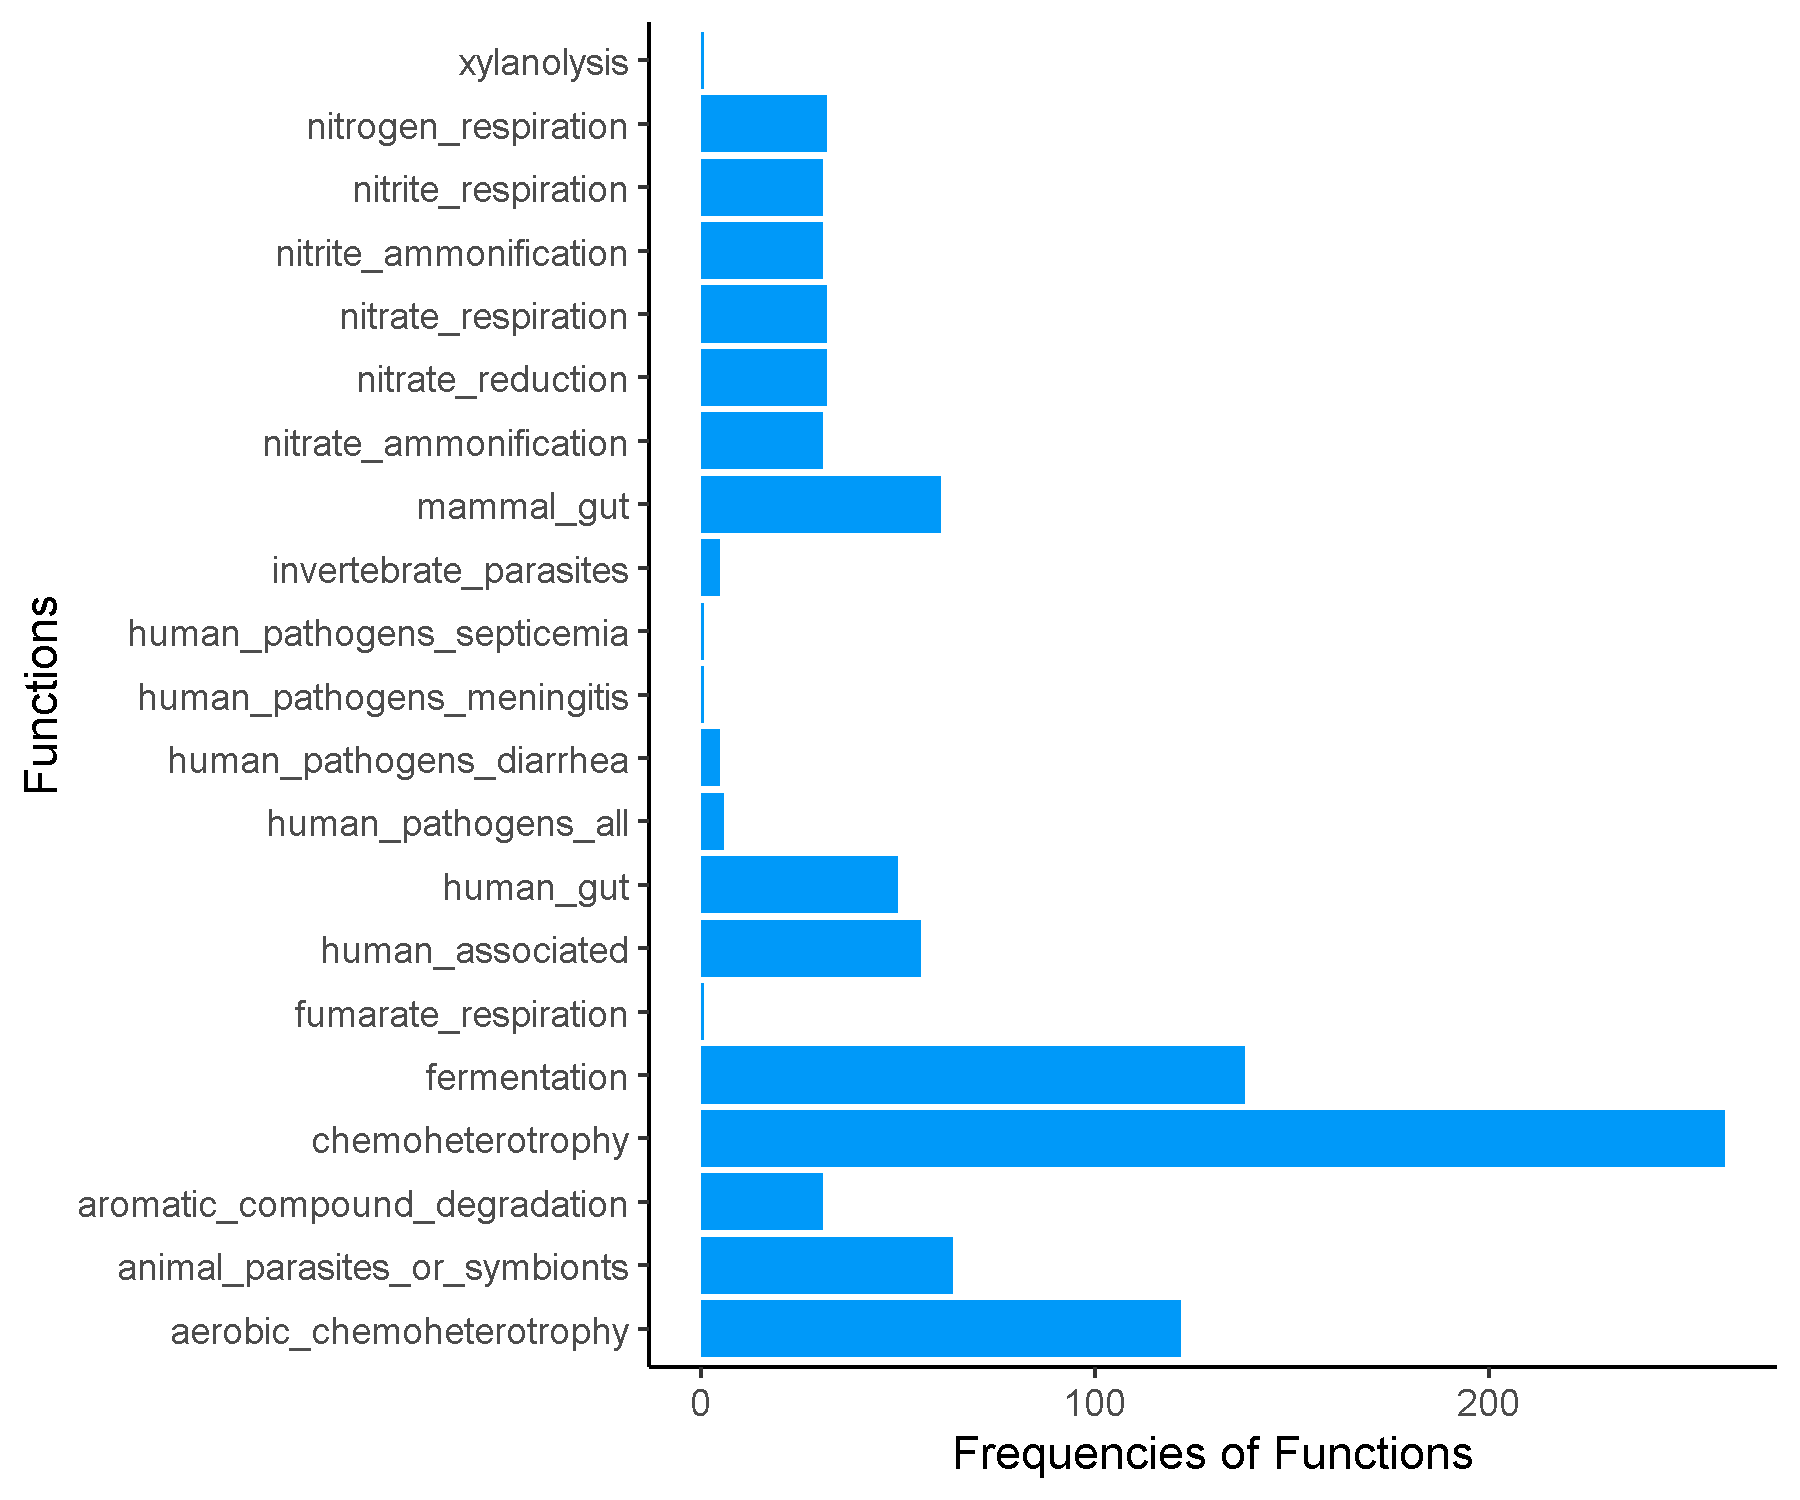 xylanolysis
nitrogen_respiration
nitrite_respiration
nitrite_ammonification
nitrate_respiration
nitrate_reduction
nitrate_ammonification
mammal_gut
invertebrate_parasites
human_pathogens_septicemia
human_pathogens_meningitis
human_pathogens_diarrhea
human_pathogens_all
human_gut
human_associated
fumarate_respiration
fermentation
chemoheterotrophy
aromatic_compound_degradation
animal_parasites_or_symbionts
aerobic_chemoheterotrophy
Functions
0 100 200
Frequencies of Functions